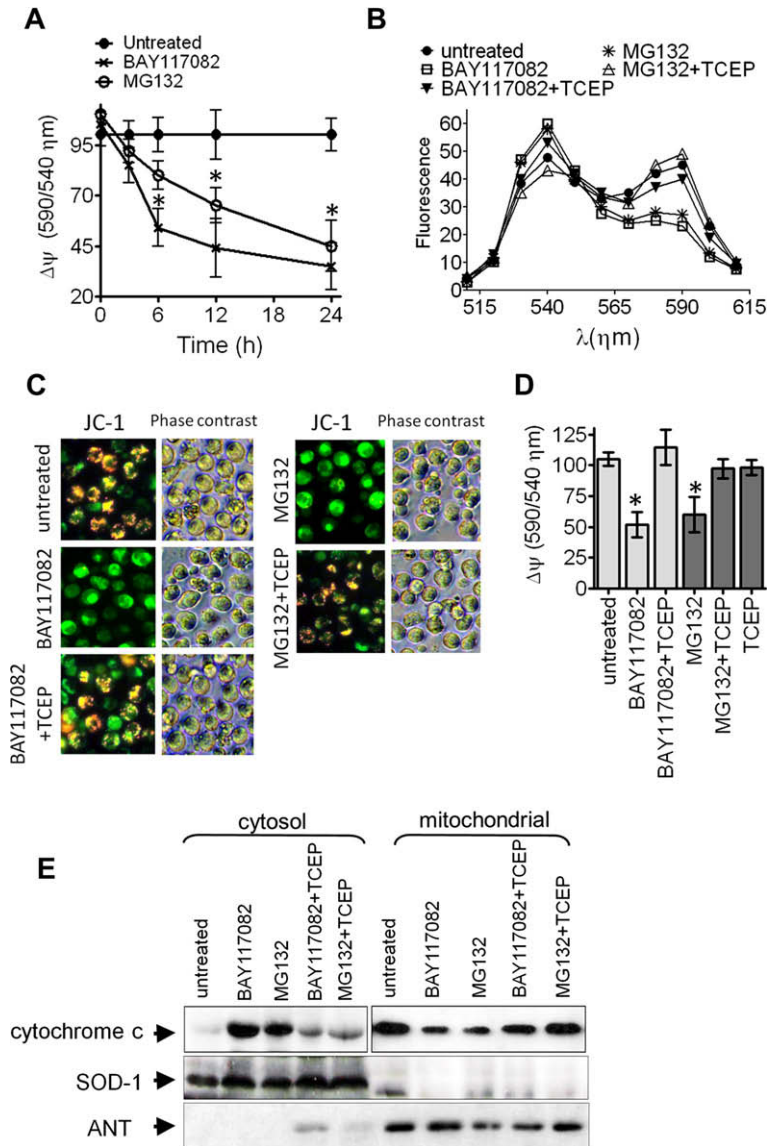 A
Untreated
BAY117082
MG132
Δψ (590/540 ηm)
95
70
45
20
0 6 12 18 24
* * *
Time (h)
B
untreated
BAY117082
BAY117082+TCEP
MG132
MG132+TCEP
Fluorescence
60
50
40
30
20
10
0
515 540 565 590 615
λ(ηm)
C
JC-1 Phase contrast
untreated
BAY117082
BAY117082
+TCEP
JC-1 Phase contrast
MG132
MG132+TCEP
D
Δψ (590/540 ηm)
125
100
75
50
25
0
* *
untreated
BAY117082
BAY117082+TCEP
MG132
MG132+TCEP
TCEP
E
cytosol mitochondrial
untreated
BAY117082
MG132
BAY117082+TCEP
MG132+TCEP
untreated
BAY117082
MG132
BAY117082+TCEP
MG132+TCEP
cytochrome c
SOD-1
ANT